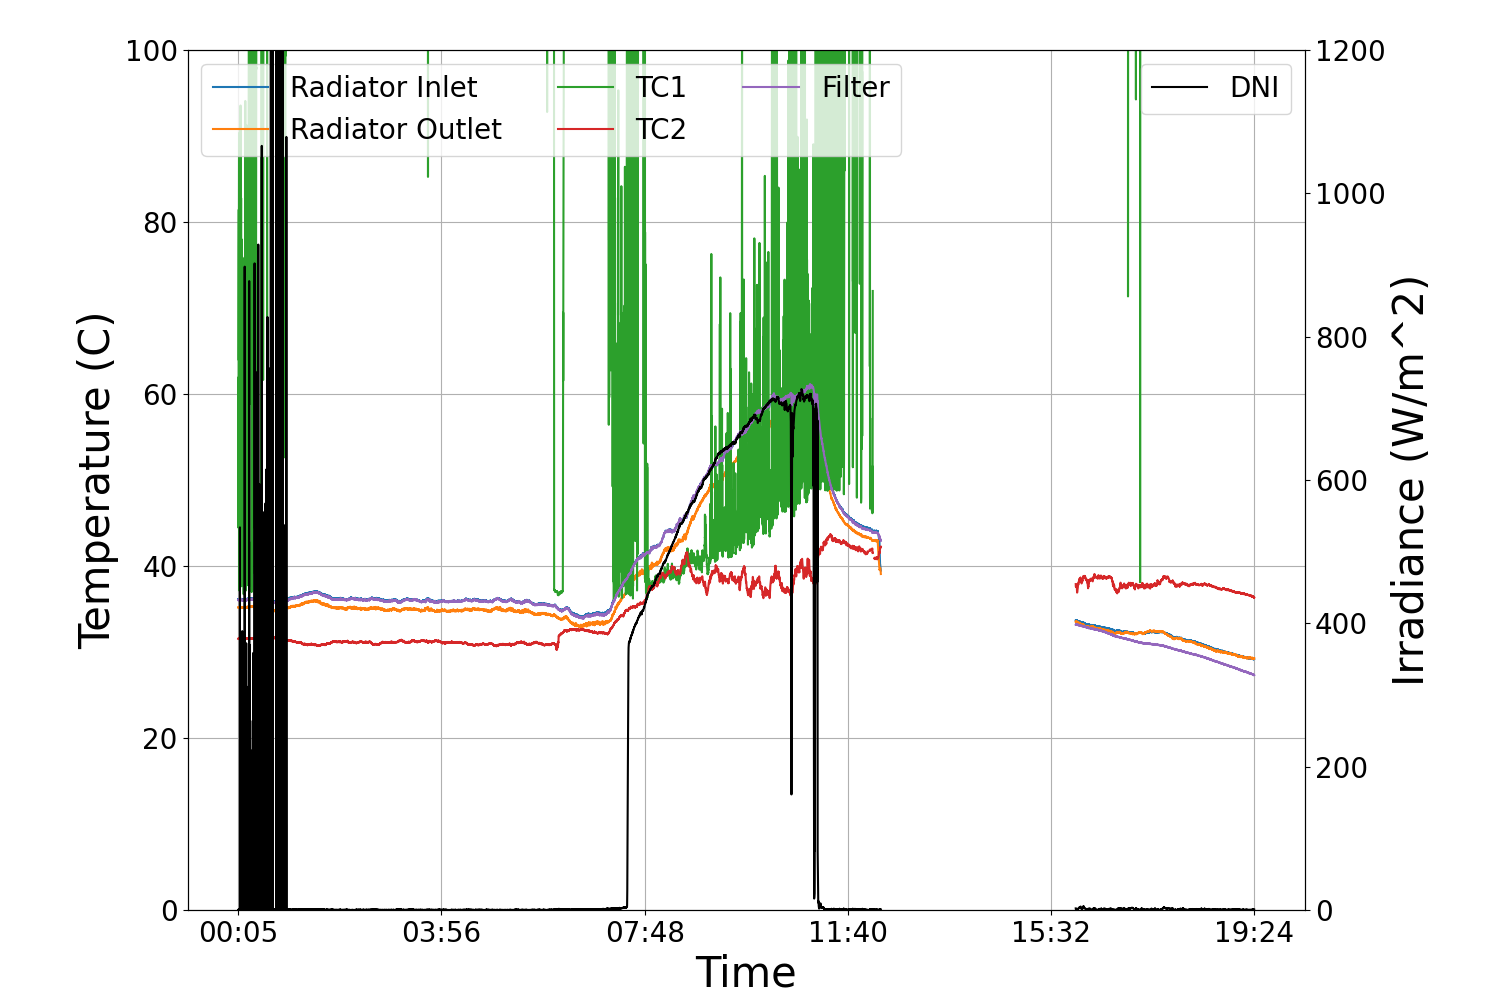 100
80
60
40
20
0
Temperature (C)
Radiator Inlet
Radiator Outlet
TC1
TC2
Filter
DNI
1200
1000
800
600
400
200
0
Irradiance (W/m^2)
00:05 03:56 07:48 11:40 15:32 19:24
Time